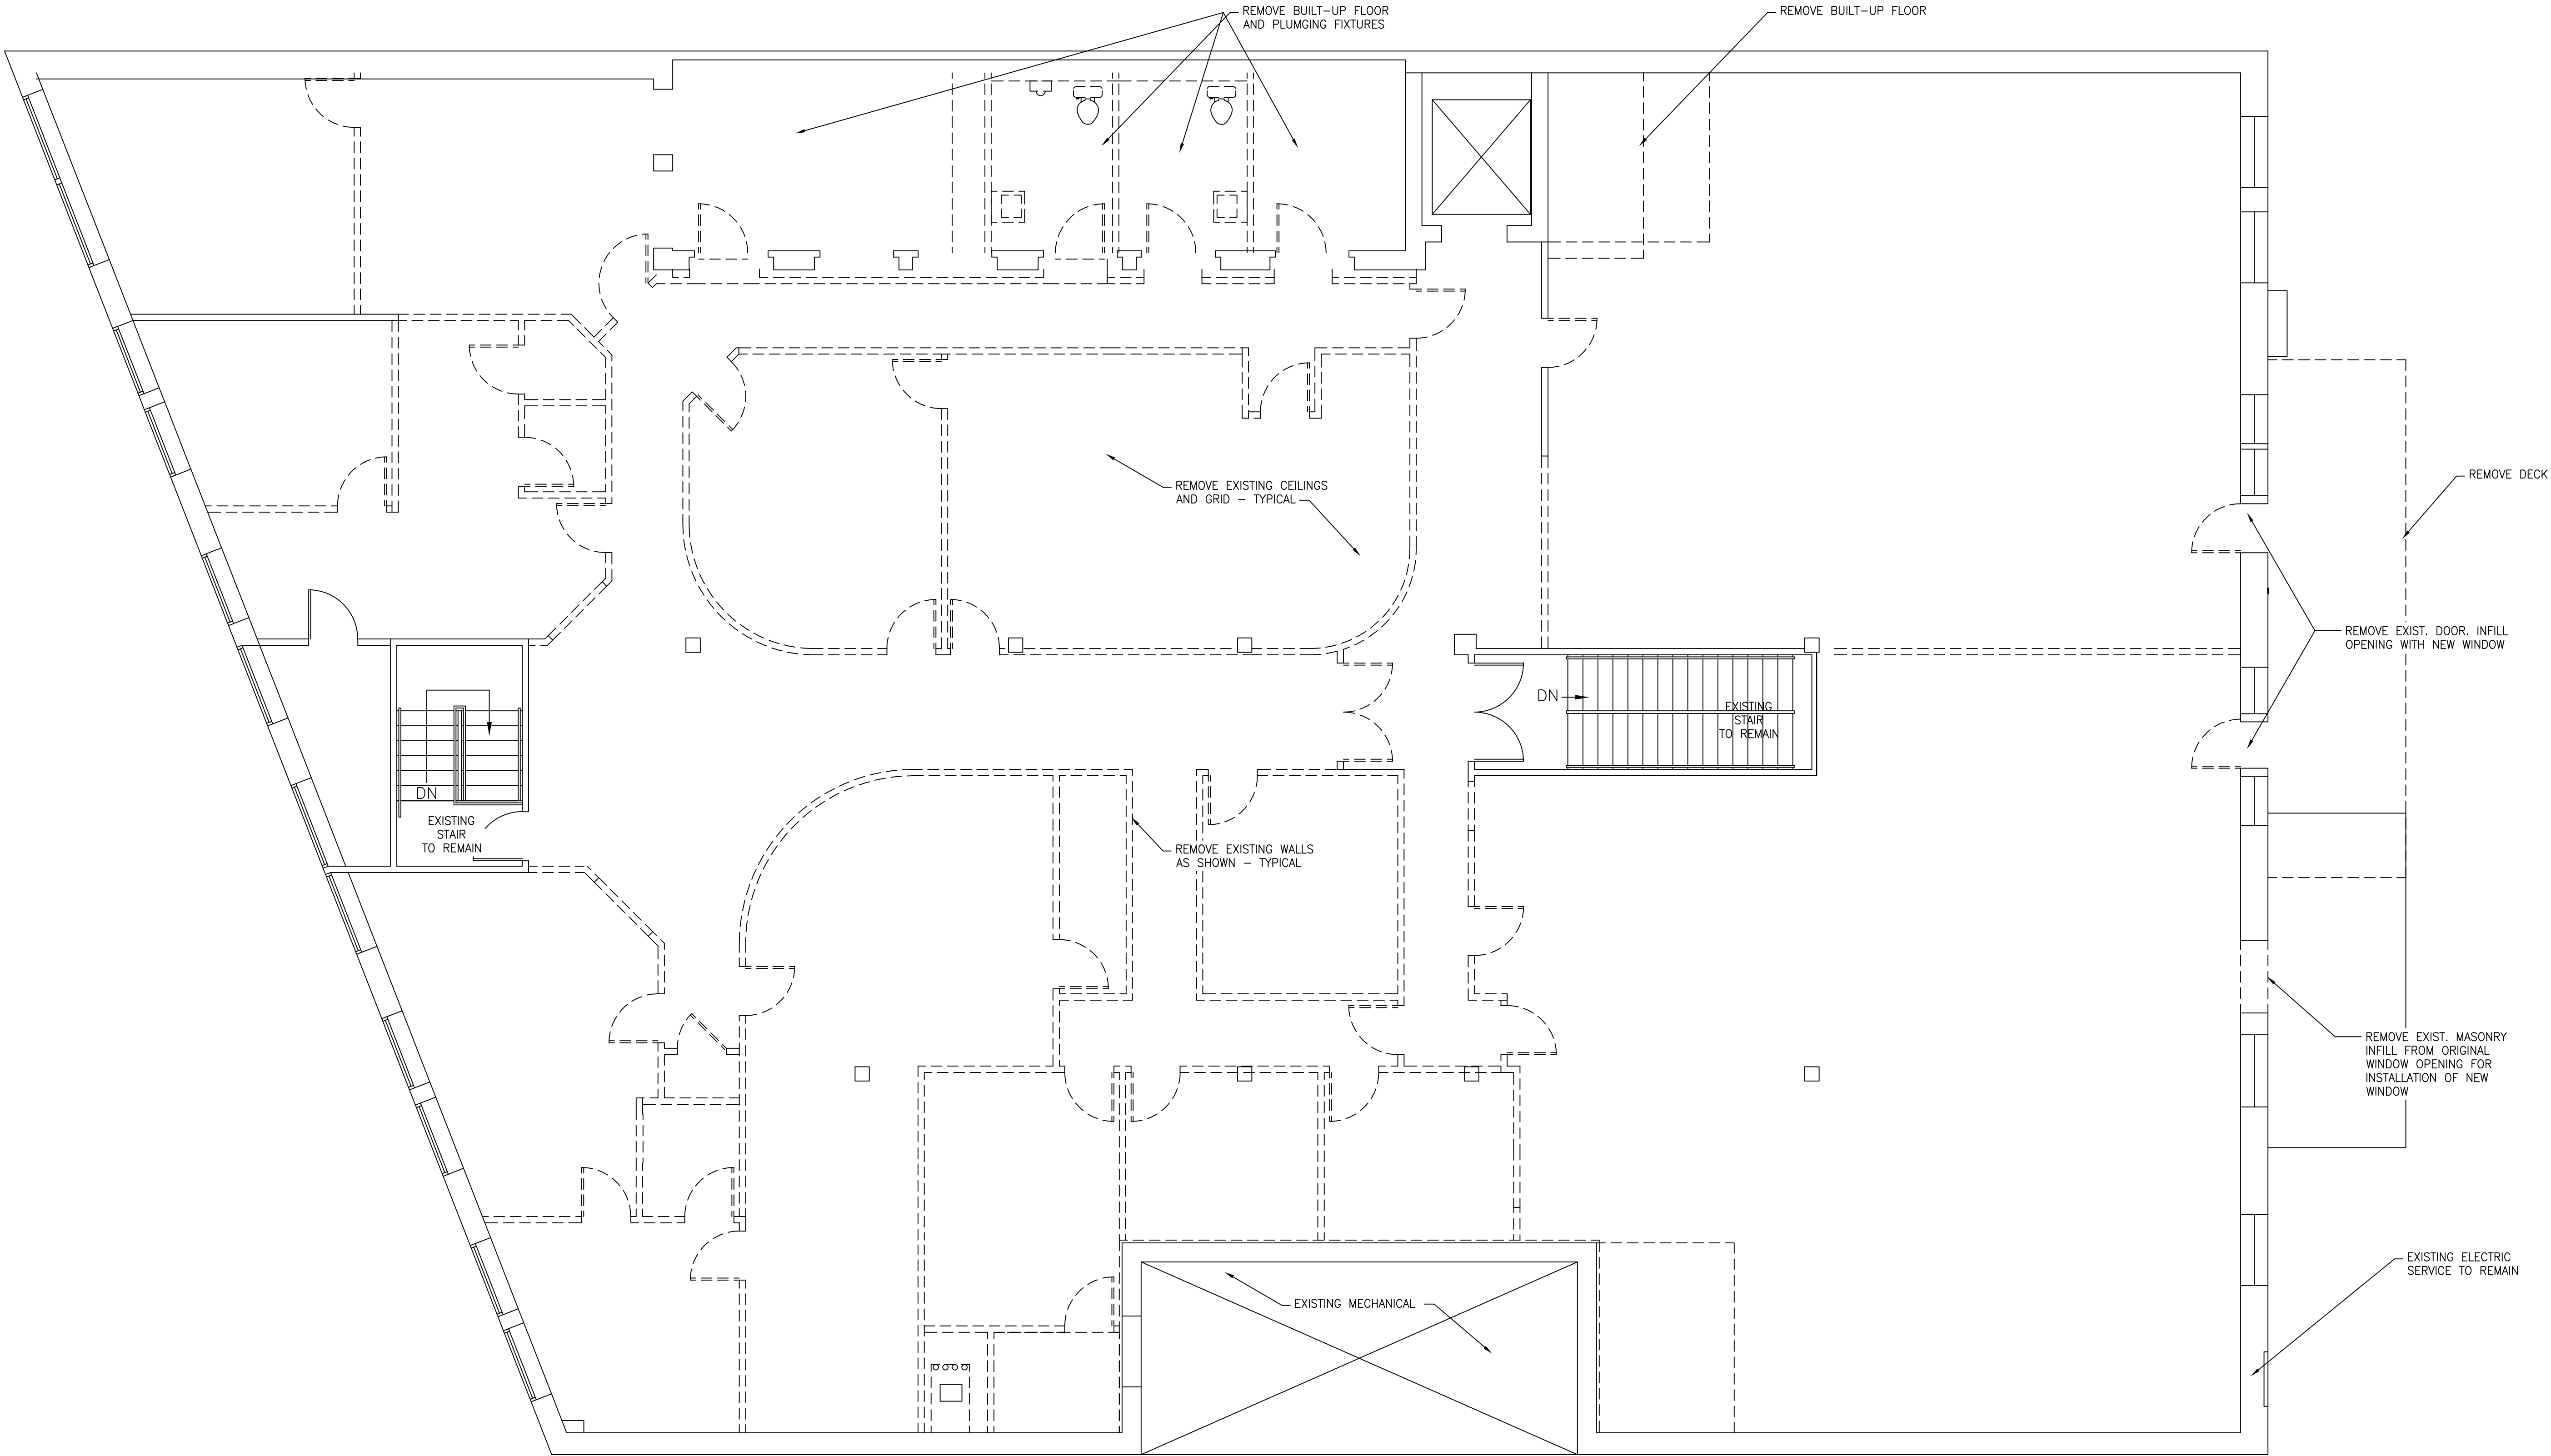 REMOVE BUILT-UP FLOOR
AND PLUMGING FIXTURES
REMOVE BUILT-UP FLOOR
REMOVE EXISTING CEILINGS
AND GRID - TYPICAL
REMOVE DECK
REMOVE EXIST. DOOR. INFILL
OPENING WITH NEW WINDOW
DN
EXISTING
STAIR
TO REMAIN
DN
EXISTING
STAIR
TO REMAIN
REMOVE EXISTING WALLS
AS SHOWN - TYPICAL
REMOVE EXIST. MASONRY
INFILL FROM ORIGINAL
WINDOW OPENING FOR
INSTALLATION OF NEW
WINDOW
EXISTING ELECTRIC
SERVICE TO REMAIN
EXISTING MECHANICAL